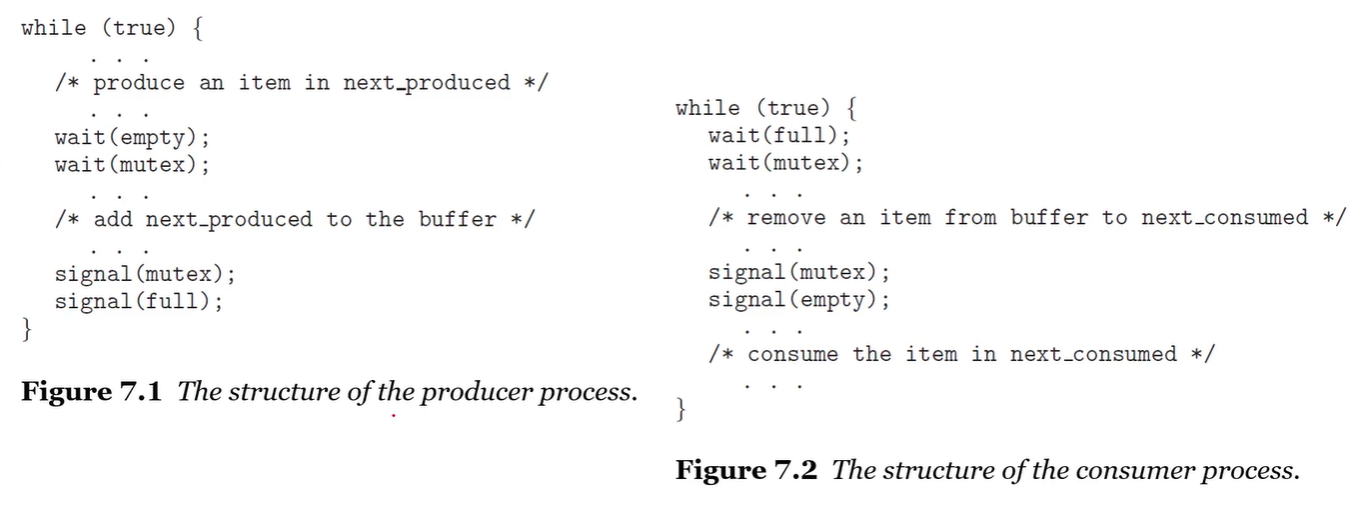 while (true) {
. . .
/* produce an item in next_produced */
. . .
wait(empty);
wait(mutex);
. . .
/* add next_produced to the buffer */
. . .
signal(mutex);
signal(full);
}
Figure 7.1 The structure of the producer process.
while (true) {
wait(full);
wait(mutex);
. . .
/* remove an item from buffer to next_consumed */
. . .
signal(mutex);
signal(empty);
. . .
/* consume the item in next_consumed */
. . .
}
Figure 7.2 The structure of the consumer process.